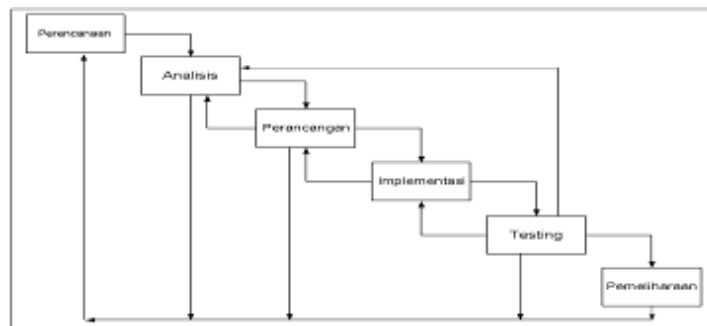 Perencanaan
Analisis
Perancangan
Implementasi
Testing
Pemeliharaan